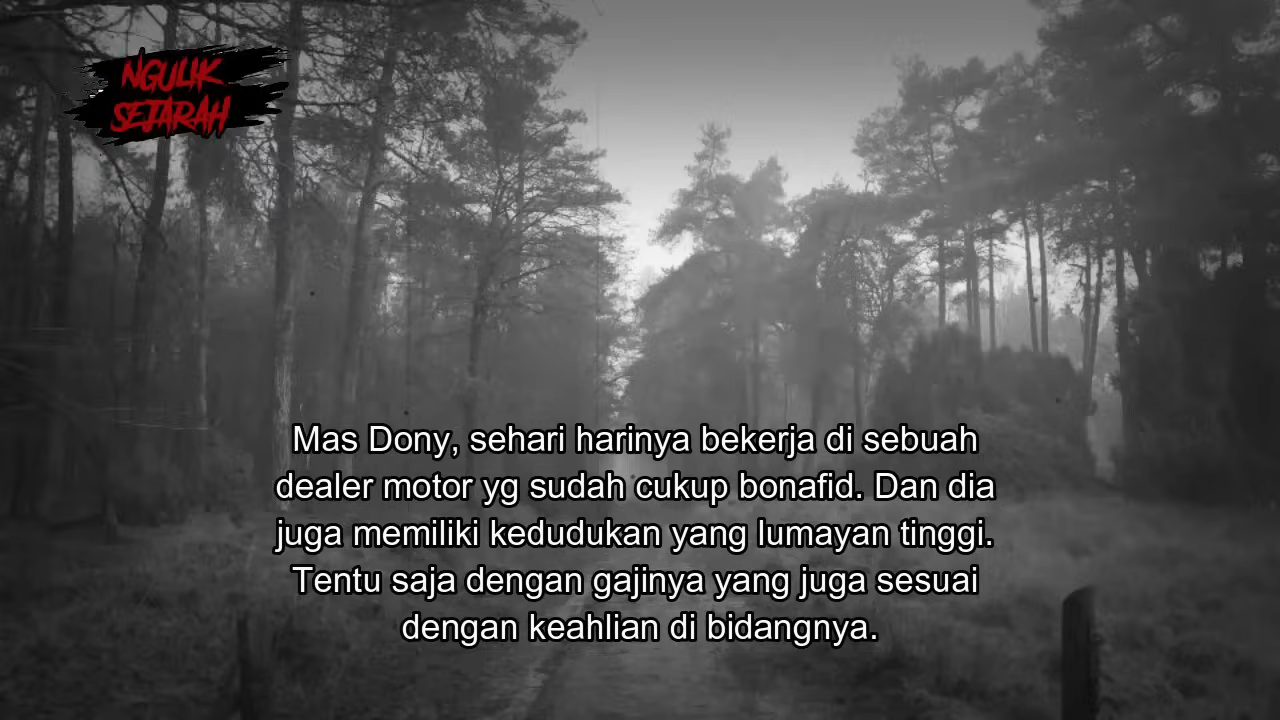 NGULIK
SEJARAH
Mas Dony, sehari harinya bekerja di sebuah
dealer motor yg sudah cukup bonafid. Dan dia
juga memiliki kedudukan yang lumayan tinggi.
Tentu saja dengan gajinya yang juga sesuai
dengan keahlian di bidangnya.